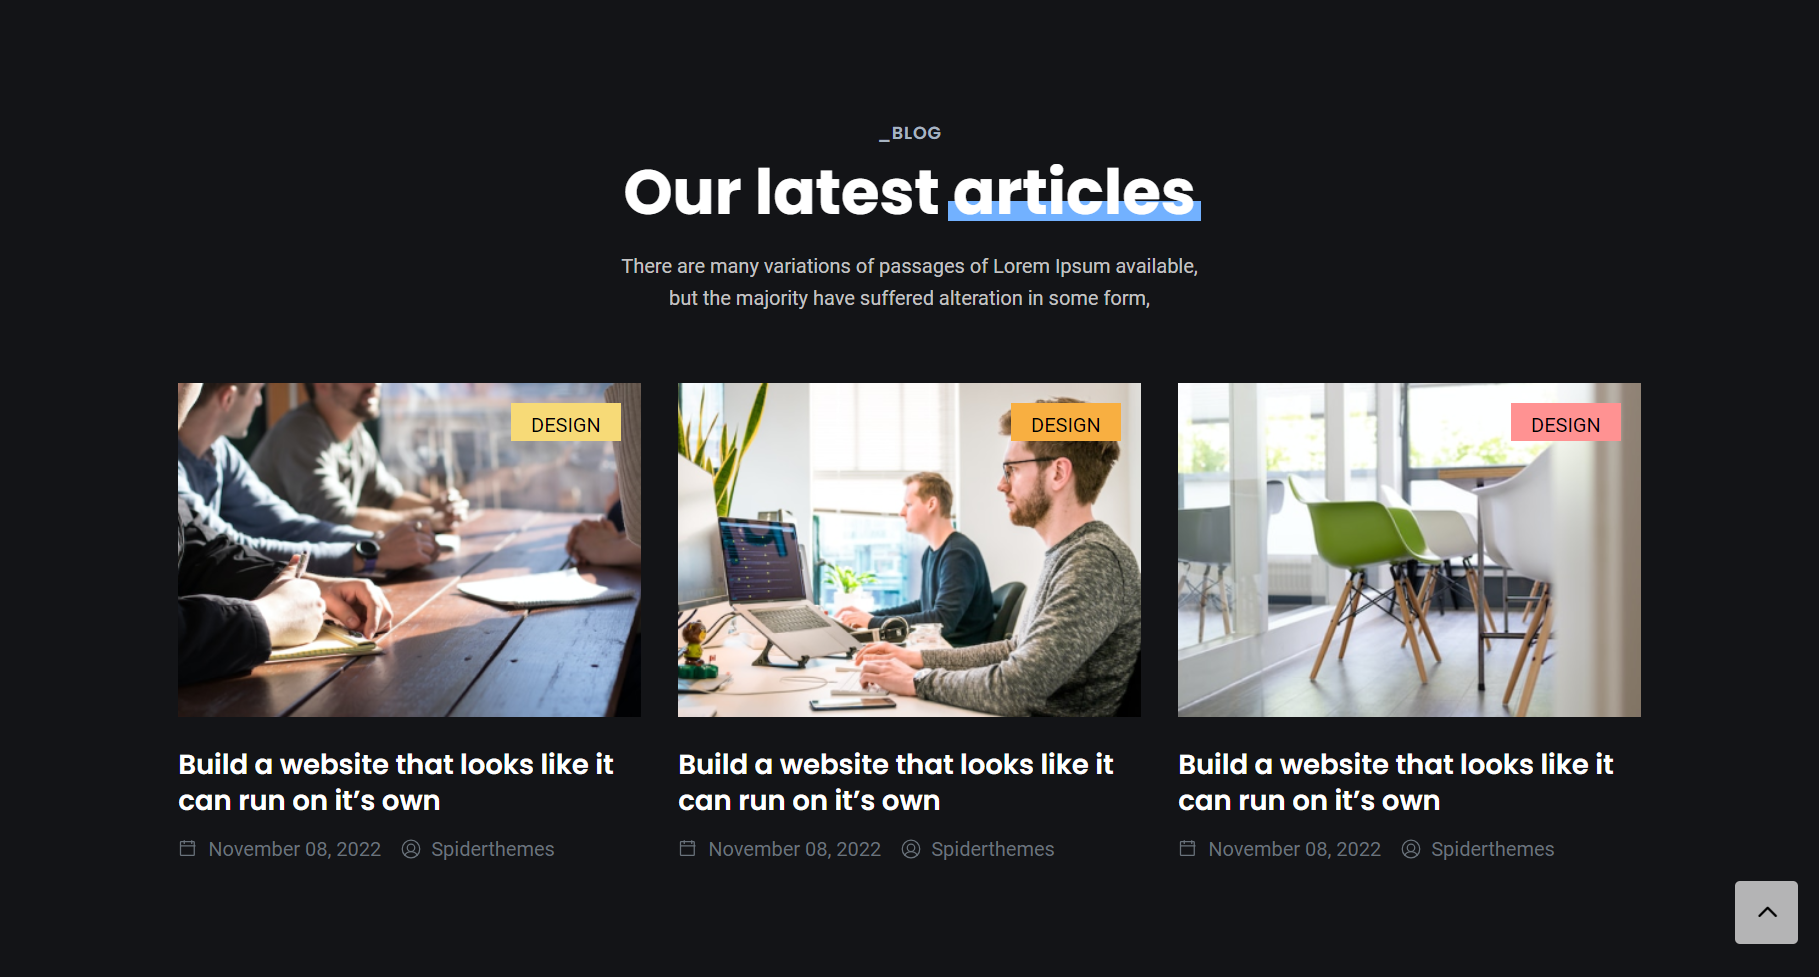 _BLOG
Our latest articles
There are many variations of passages of Lorem Ipsum available,
but the majority have suffered alteration in some form,
DESIGN
DESIGN
DESIGN
Build a website that looks like it
can run on it’s own
November 08, 2022 Spiderthemes
Build a website that looks like it
can run on it’s own
November 08, 2022 Spiderthemes
Build a website that looks like it
can run on it’s own
November 08, 2022 Spiderthemes